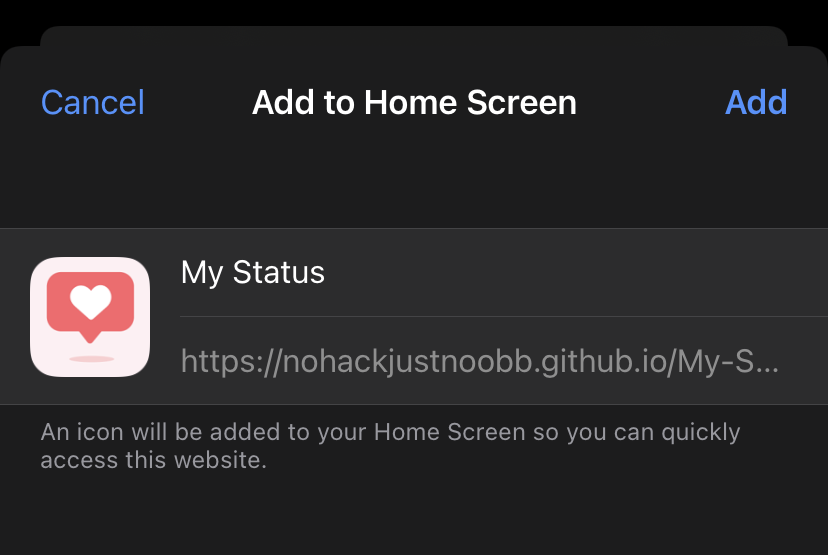 Cancel Add to Home Screen Add
My Status
https://nohackjustnoobb.github.io/My-S...
An icon will be added to your Home Screen so you can quickly
access this website.